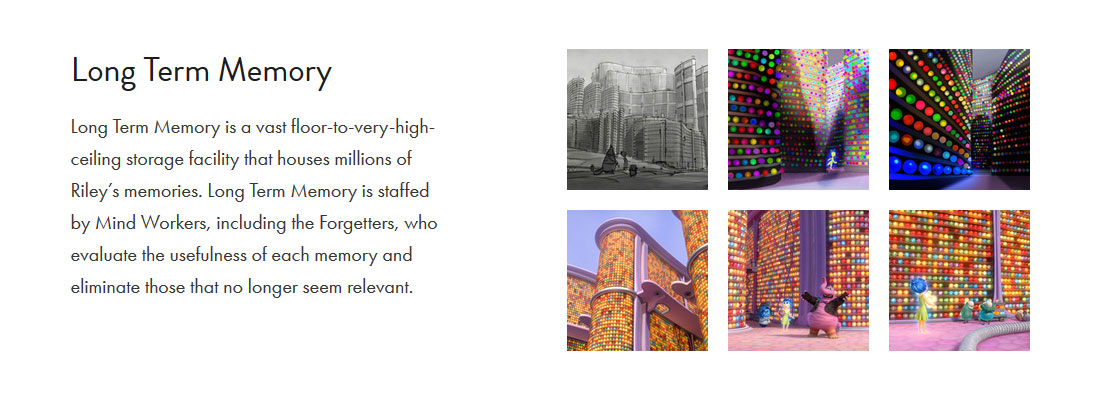 Long Term Memory
Long Term Memory is a vast floor-to-very-high-
ceiling storage facility that houses millions of
Riley’s memories. Long Term Memory is staffed
by Mind Workers, including the Forgetters, who
evaluate the usefulness of each memory and
eliminate those that no longer seem relevant.